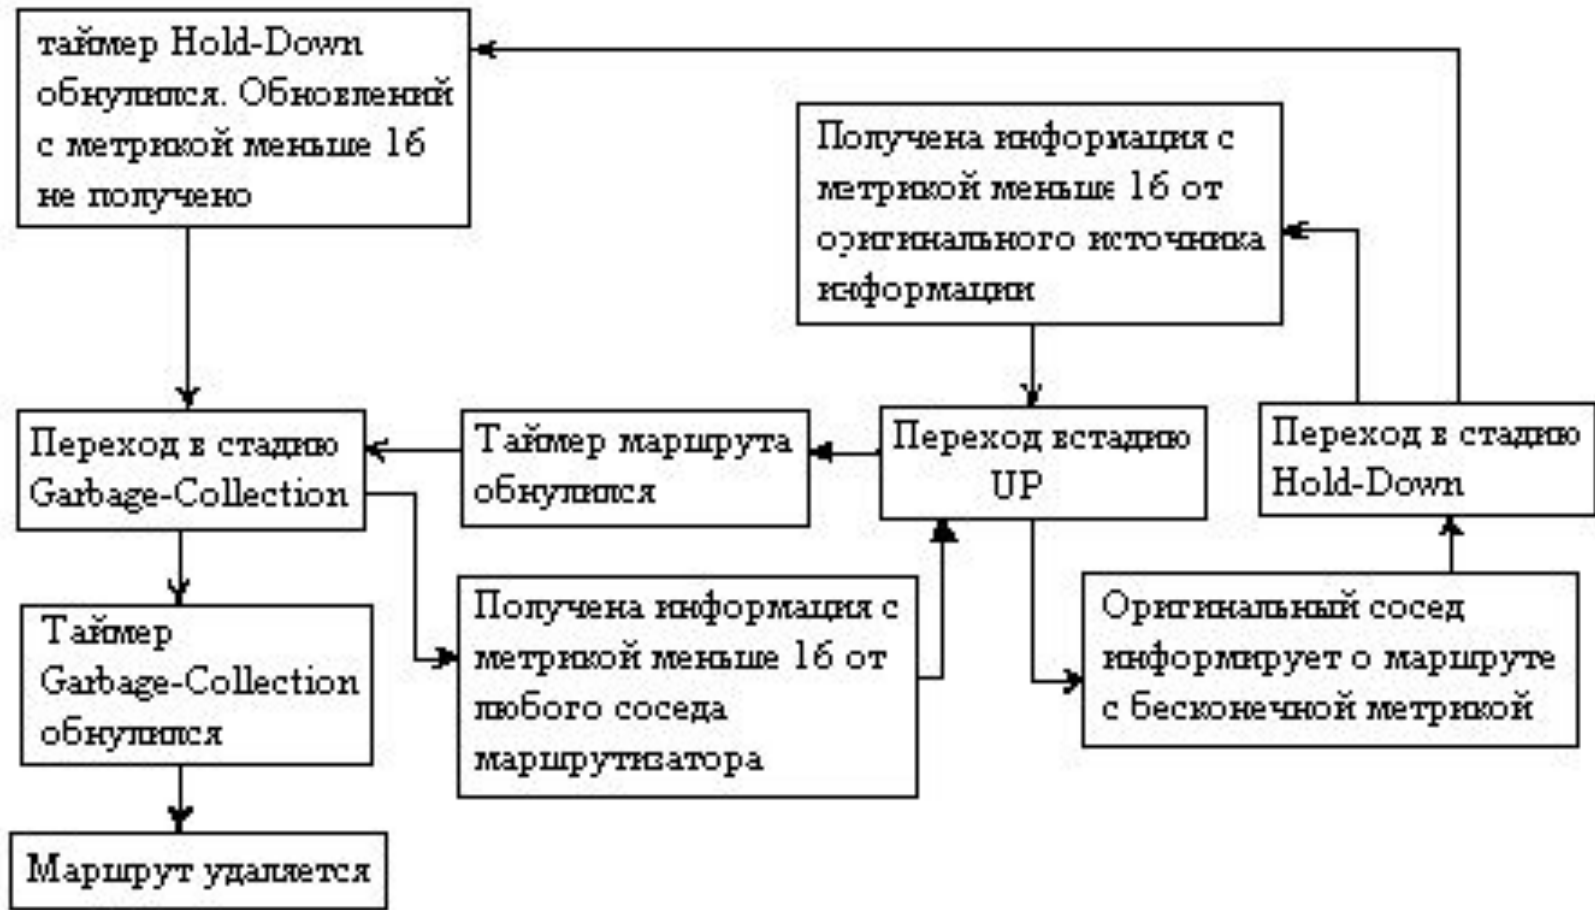 таймер Hold-Down
обнулился. Обновлений
с метрикой меньше 16
не получено
Получена информация с
метрикой меньше 16 от
оригинального источника
информации
Переход в стадию
Garbage-Collection
Таймер маршрута
обнулился
Переход встадию
UP
Переход в стадию
Hold-Down
Таймер
Garbage-Collection
обнулился
Получена информация с
метрикой меньше 16 от
любого соседа
маршрутизатора
Оригинальный сосед
информирует о маршруте
с бесконечной метрикой
Маршрут удаляется